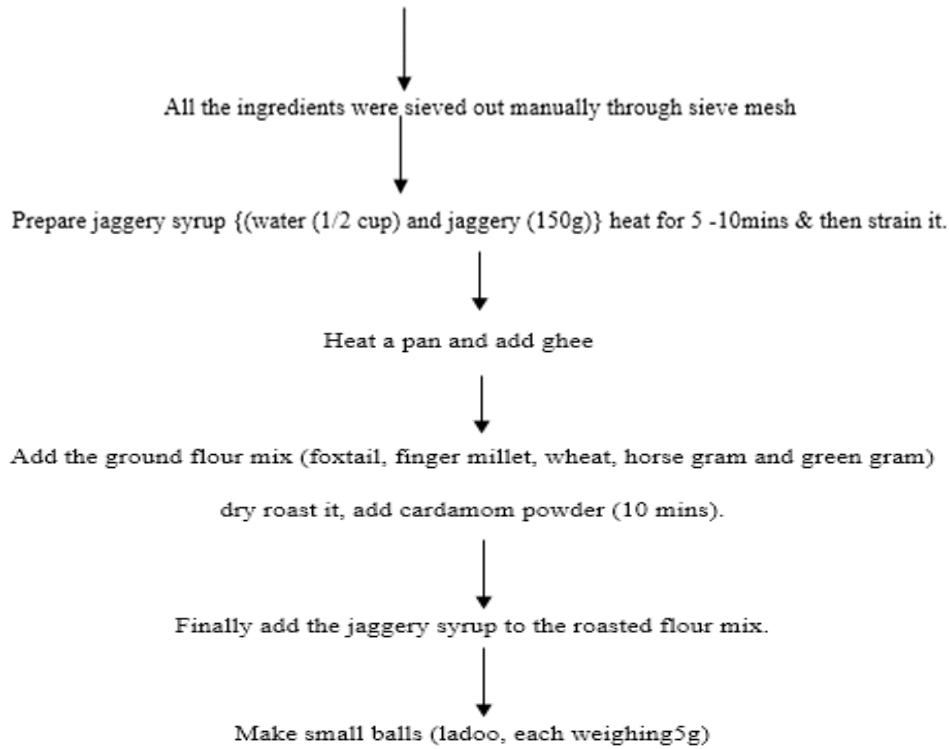 All the ingredients were sieved out manually through sieve mesh
Prepare jaggery syrup {(water (1/2 cup) and jaggery (150g)} heat for 5 -10mins & then strain it.
Heat a pan and add ghee
Add the ground flour mix (foxtail, finger millet, wheat, horse gram and green gram)
dry roast it, add cardamom powder (10 mins).
Finally add the jaggery syrup to the roasted flour mix.
Make small balls (ladoo, each weighing5g)